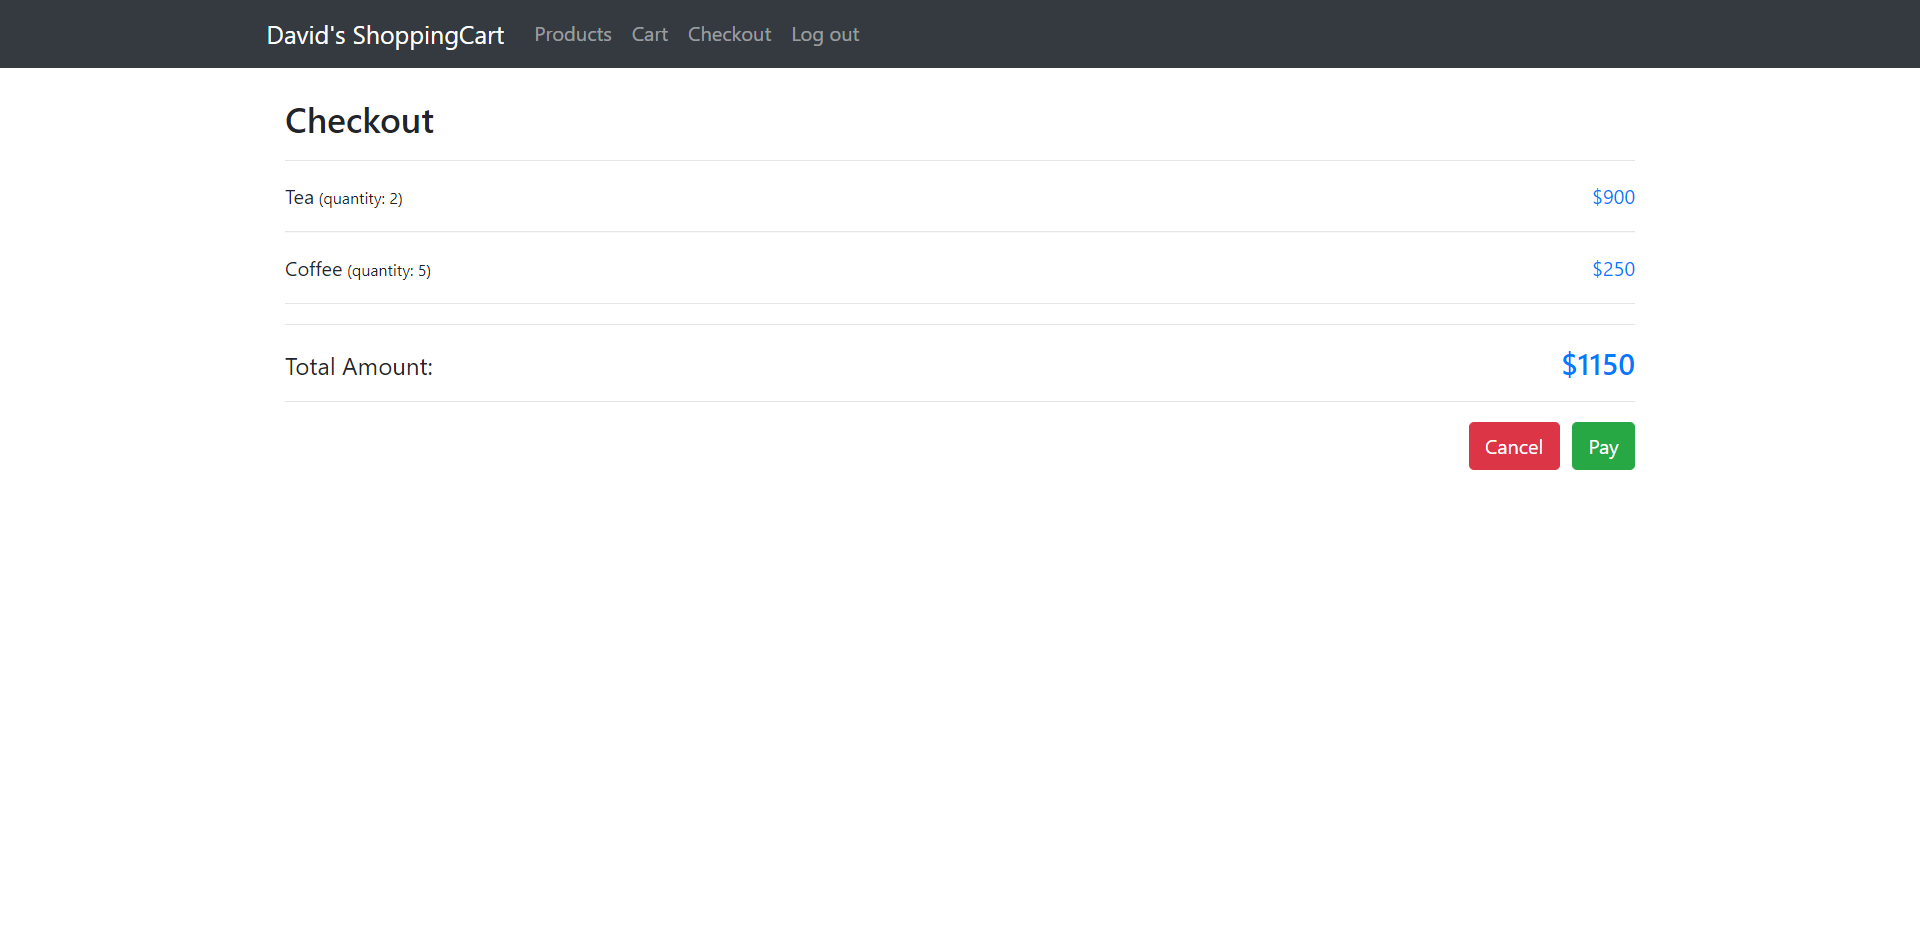 David's ShoppingCart Products Cart Checkout Log out
Checkout
Tea (quantity: 2) $900
Coffee (quantity: 5) $250
Total Amount: $1150
Cancel Pay